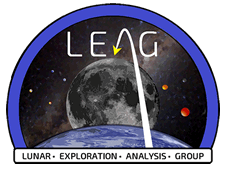 LEAG
LUNAR • EXPLORATION • ANALYSIS • GROUP